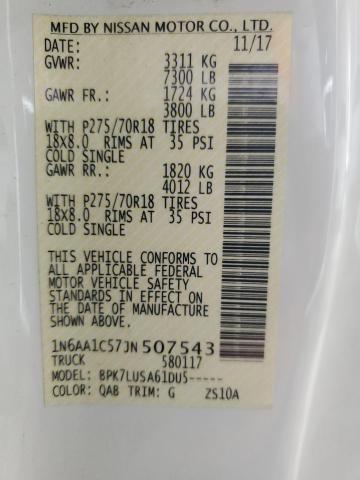 MFD BY NISSAN MOTOR CO., LTD.
DATE: 11/17
GVWR: 3311 KG
7300 LB
GAWR FR.: 1724 KG
3800 LB
WITH P275/70R18 TIRES
18X8.0 RIMS AT 35 PSI
COLD SINGLE
GAWR RR.: 1820 KG
4012 LB
WITH P275/70R18 TIRES
18X8.0 RIMS AT 35 PSI
COLD SINGLE
THIS VEHICLE CONFORMS TO
ALL APPLICABLE FEDERAL
MOTOR VEHICLE SAFETY
STANDARDS IN EFFECT ON
THE DATE OF MANUFACTURE
SHOWN ABOVE.
1N6AA1C57JN507543
TRUCK 580117
MODEL: BPK7LUSA61DU5-----
COLOR: QAB TRIM: G ZS10A